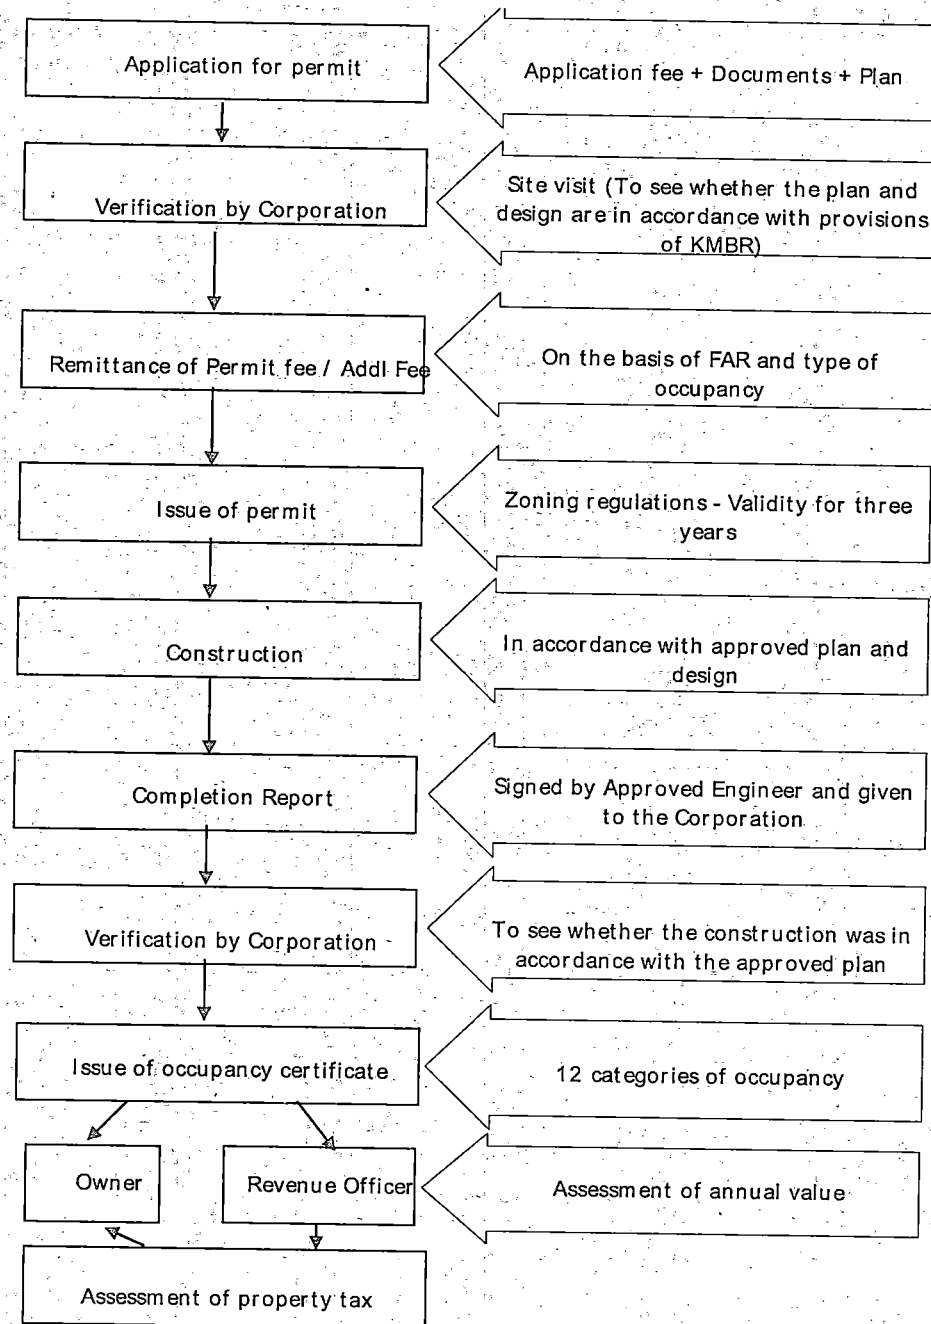 Application for permit
Application fee + Documents + Plan
Verification by Corporation
Site visit (To see whether the plan and
design are in accordance with provisions
of KMBR)
Remittance of Permit fee / Addl Fee
On the basis of FAR and type of
occupancy
Issue of permit
Zoning regulations - Validity for three
years
Construction
In accordance with approved plan and
design
Completion Report
Signed by Approved Engineer and given
to the Corporation
Verification by Corporation
To see whether the construction was in
accordance with the approved plan
Issue of occupancy certificate
12 categories of occupancy
Owner
Revenue Officer
Assessment of annual value
Assessment of property tax